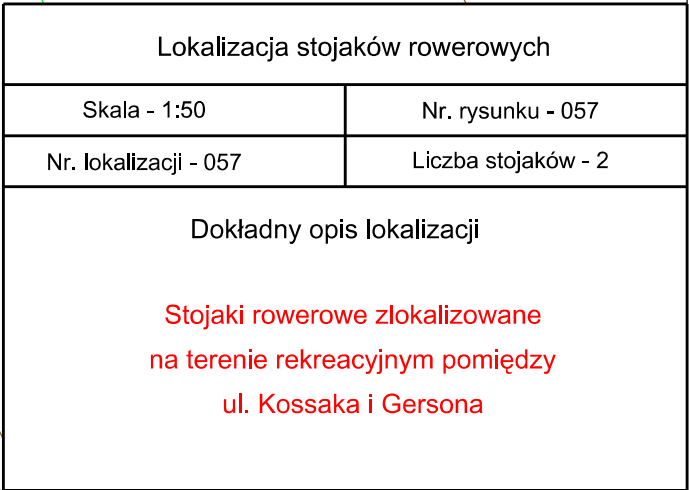 Lokalizacja stojaków rowerowych
Skala - 1:50
Nr. rysunku - 057
Nr. lokalizacji - 057
Liczba stojaków - 2
Dokładny opis lokalizacji
Stojaki rowerowe zlokalizowane
na terenie rekreacyjnym pomiędzy
ul. Kossaka i Gersona